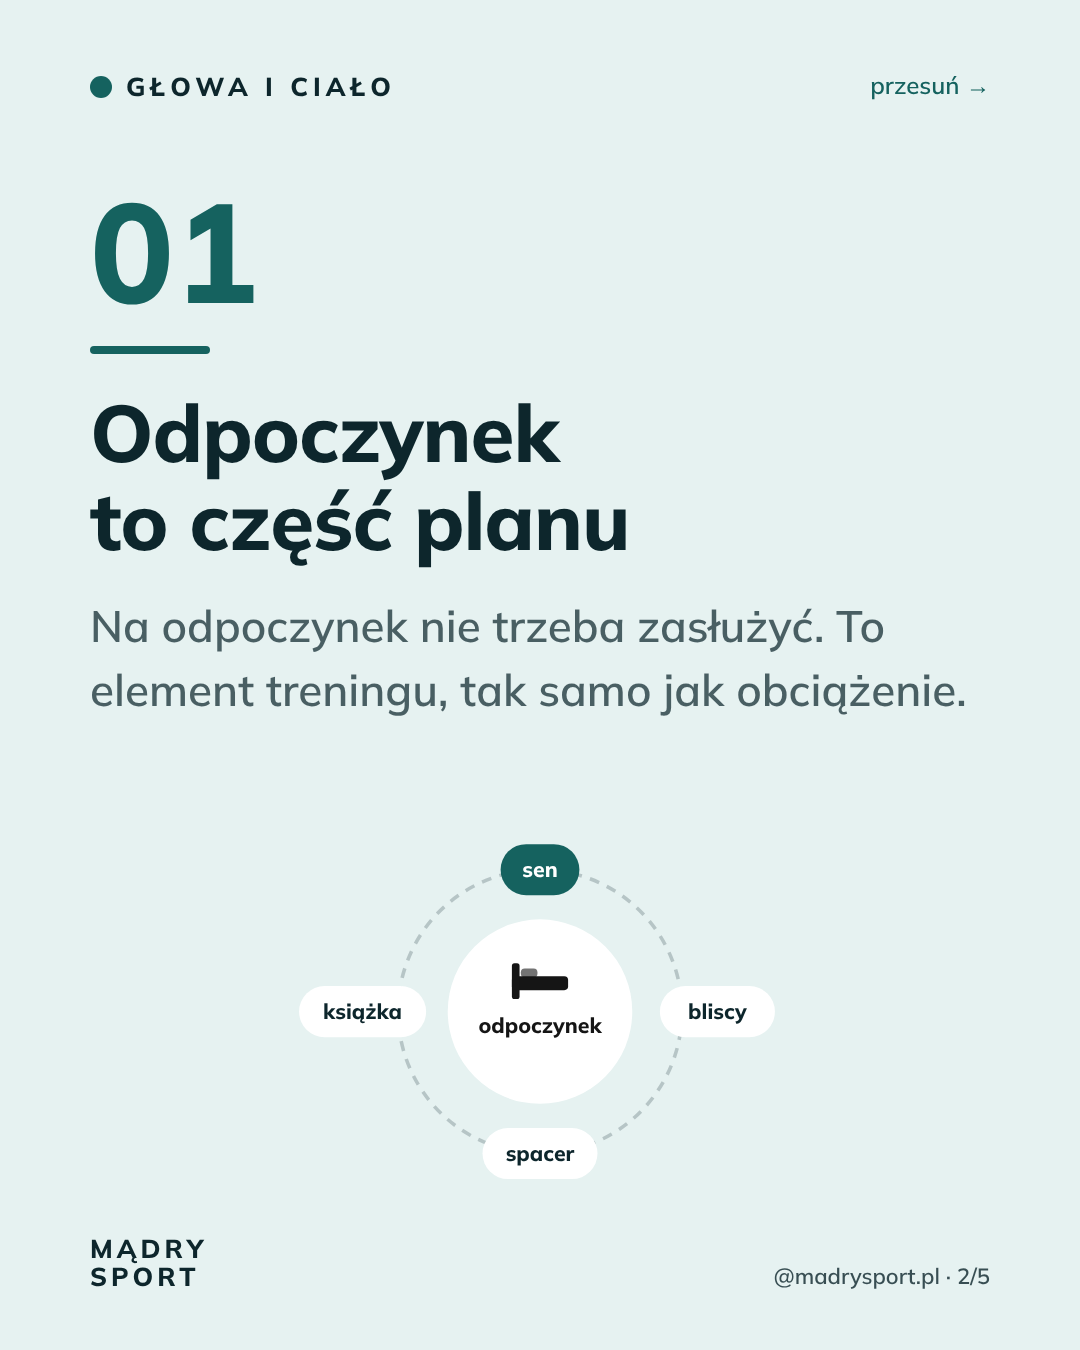 GŁOWA I CIAŁO
przesuń →
01
Odpoczynek
to część planu
Na odpoczynek nie trzeba zasłużyć. To
element treningu, tak samo jak obciążenie.
sen
książka
odpoczynek
bliscy
spacer
MĄDRY
SPORT
@madrysport.pl · 2/5